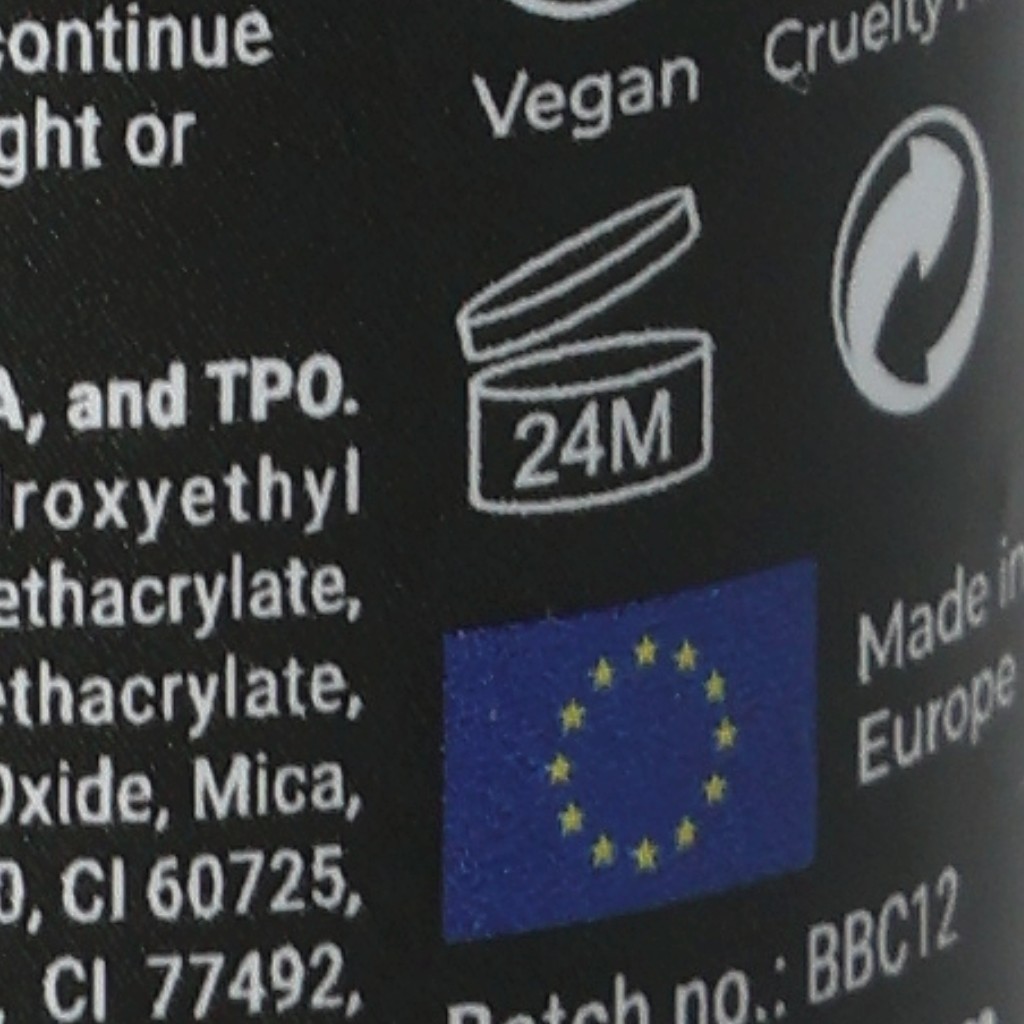 continue
ght or
A, and TPO.
roxyethyl
ethacrylate,
ethacrylate,
Oxide, Mica,
0, CI 60725,
, CI 77492,
Vegan
Cruelty
24M
Made in
Europe
Batch no.: BBC12